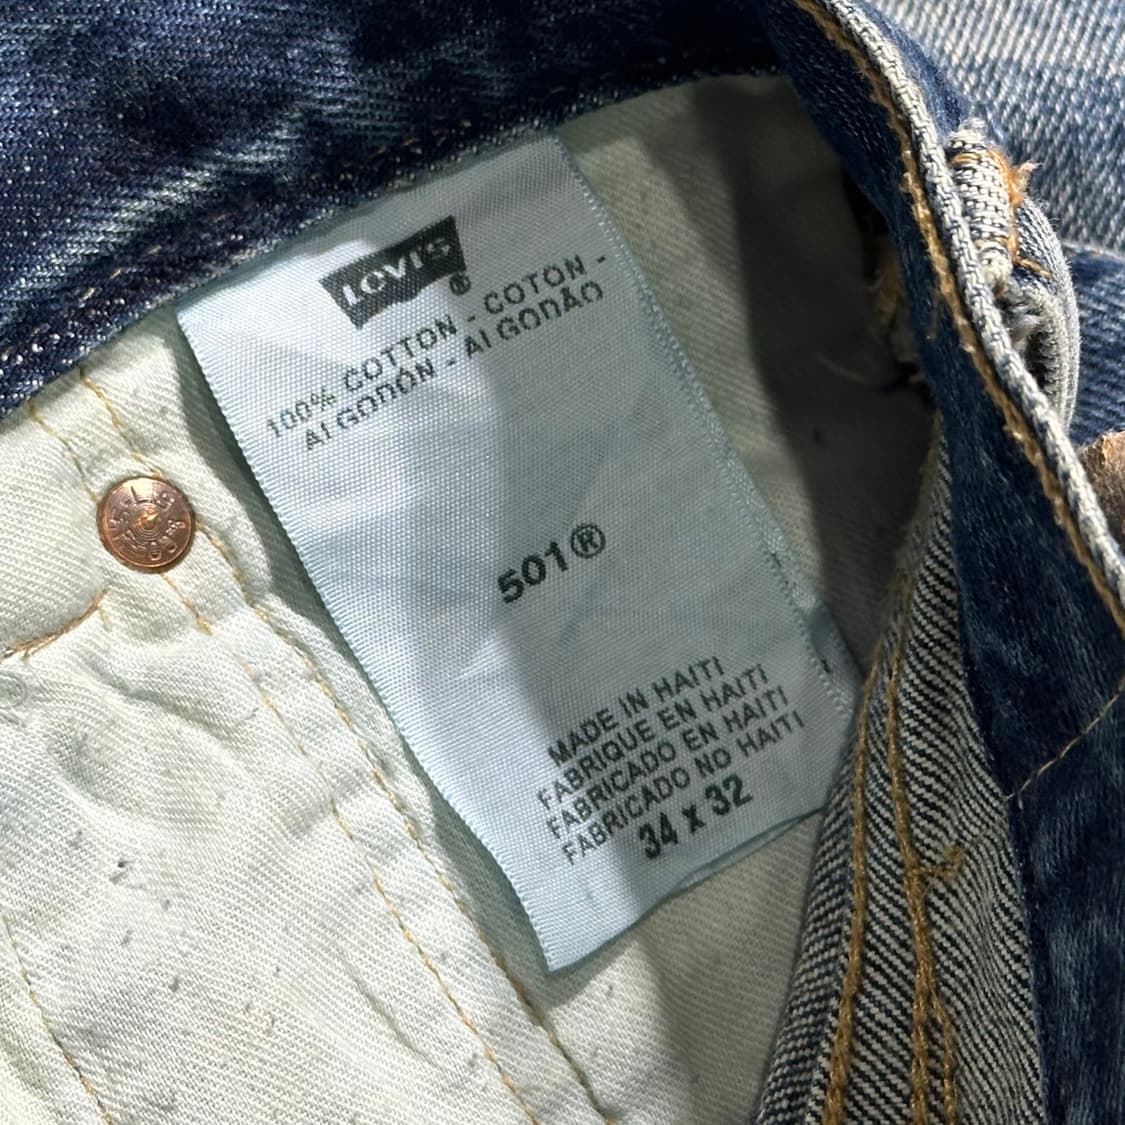 Levi's®
100% COTTON - COTON -
ALGODÓN - ALGODÃO
501®
MADE IN HAITI
FABRIQUE EN HAITI
FABRICADO EN HAITI
FABRICADO NO HAITI
34 x 32